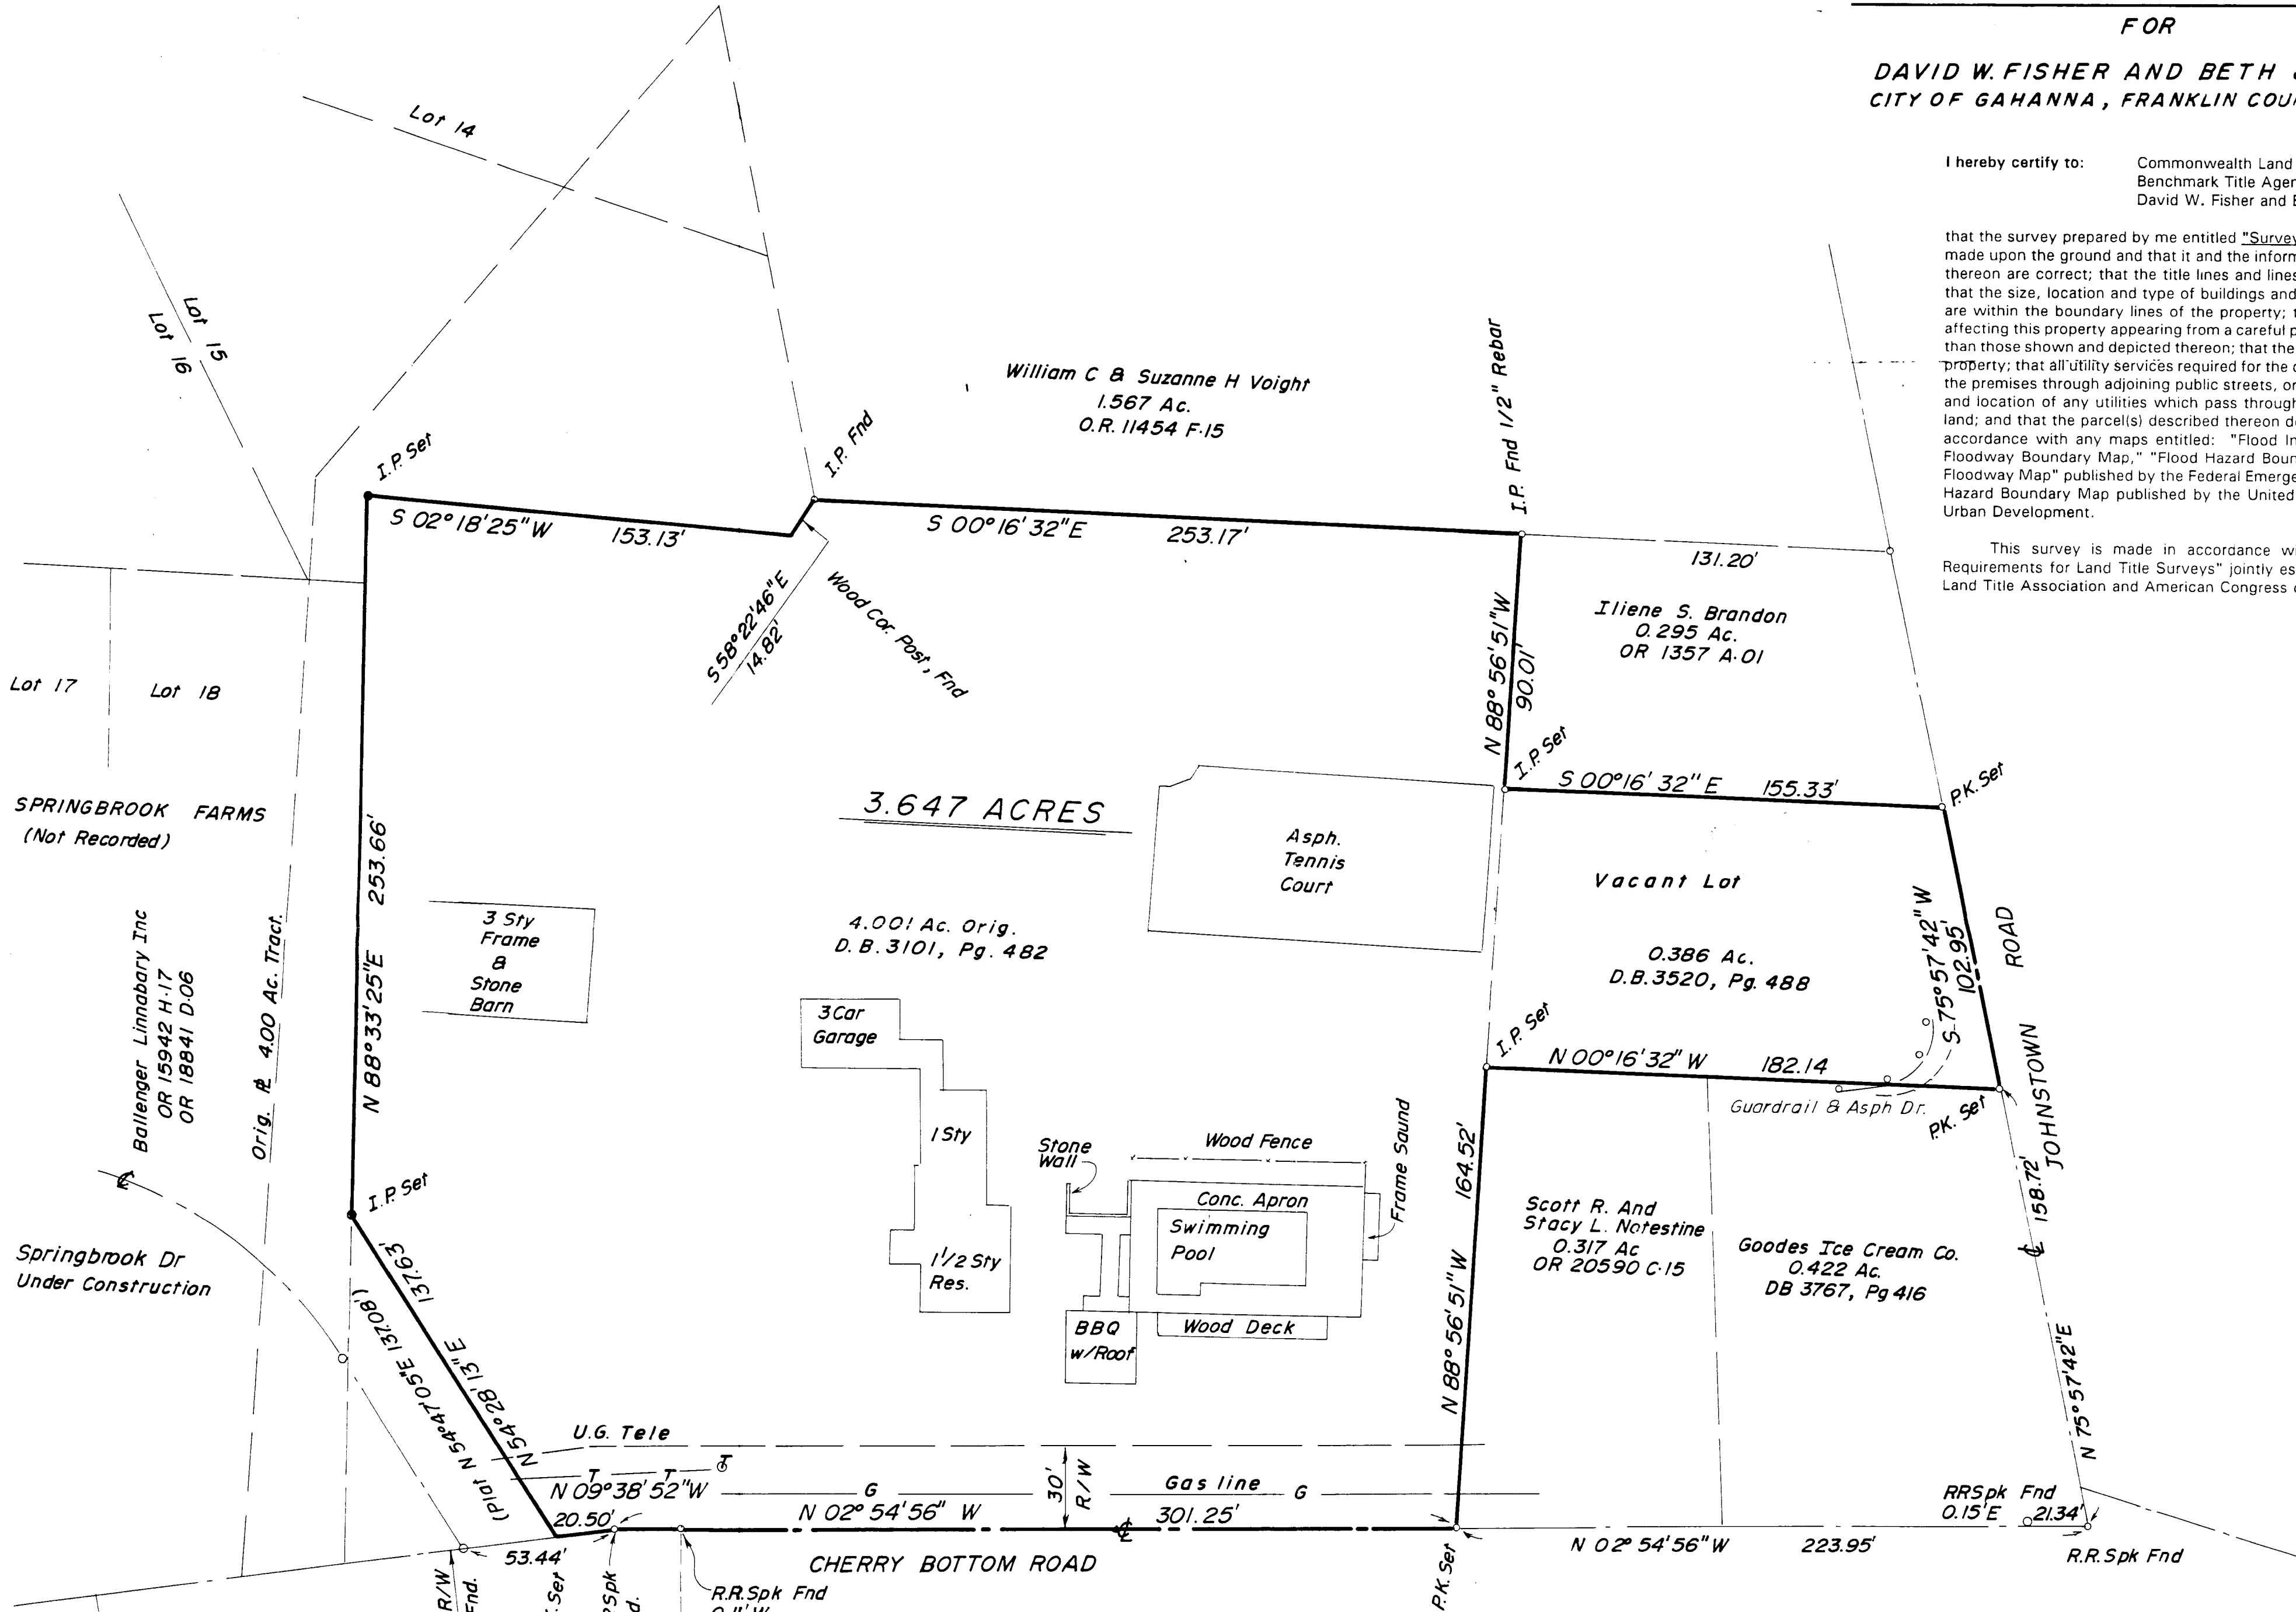 FOR
DAVID W. FISHER AND BETH
CITY OF GAHANNA, FRANKLIN
I hereby certify to:
Commonwealth Land
Benchmark Title
David W. Fisher and
that the survey prepared by me entitled "Survey
made upon the ground and that it and the
thereon are correct; that the title lines and lines
that the size, location and type of buildings and
are within the boundary lines of the property;
affecting this property appearing from a careful
than those shown and depicted thereon; that the
property; that all utility services required for the
the premises through adjoining public streets, or
and location of any utilities which pass through
land; and that the parcel(s) described thereon
accordance with any maps entitled: "Flood
Floodway Boundary Map," "Flood Hazard
Floodway Map" published by the Federal
Hazard Boundary Map published by the United
Urban Development.
This survey is made in accordance
Requirements for Land Title Surveys" jointly
Land Title Association and American Congress
Lot 14
Lot 15
Lot 16
William C & Suzanne H Voight
1.567 Ac.
O.R. 11454 F-15
I.P. Set
I.P. Fnd
I.P. Fnd 1/2" Rebar
S 02°18'25"W 153.13'
S 00°16'32"E 253.17'
131.20'
S 58°22'46"E
14.82'
Wood Cor. Post, Fnd
N 88°56'51"W
90.01'
Iliene S. Brandon
0.295 Ac.
OR 1357 A-01
Lot 17
Lot 18
I.P. Set
S 00°16'32"E 155.33'
P.K. Set
SPRINGBROOK FARMS
(Not Recorded)
3.647 ACRES
Asph.
Tennis
Court
Vacant Lot
N 88°33'25"E 253.66'
3 Sty
Frame
&
Stone
Barn
4.001 Ac. Orig.
D.B. 3101, Pg. 482
0.386 Ac.
D.B. 3520, Pg. 488
S 75°57'42"W
102.95'
JOHNSTOWN ROAD
Ballenger Linnabary Inc
OR 15942 H-17
OR 18841 D-06
Orig. ⅊ 4.00 Ac. Tract.
3 Car
Garage
I.P. Set
N 00°16'32"W 182.14
Guardrail & Asph Dr.
P.K. Set
1 Sty
Stone
Wall
Wood Fence
Frame Saund
Conc. Apron
Swimming
Pool
164.52'
N 88°56'51"W
℄ 158.72'
I.P. Set
℄
Springbrook Dr
Under Construction
1 1/2 Sty
Res.
Scott R. And
Stacy L. Notestine
0.317 Ac
OR 20590 C-15
Goodes Ice Cream Co.
0.422 Ac.
DB 3767, Pg 416
BBQ
w/Roof
Wood Deck
137.63'
N 54°28'13"E
(Plat N 54°47'05"E 137.08')
N 75°57'42"E
U.G. Tele
T T T
N 09°38'52"W
G
Gas line G
30'
R/W
20.50'
N 02°54'56" W
301.25'
℄
RRSpk Fnd
0.15'E
21.34'
53.44'
CHERRY BOTTOM ROAD
N 02°54'56"W 223.95'
R.R.Spk Fnd
P.K. Set
R/W
Fnd.
Set
Spk
R.R.Spk Fnd